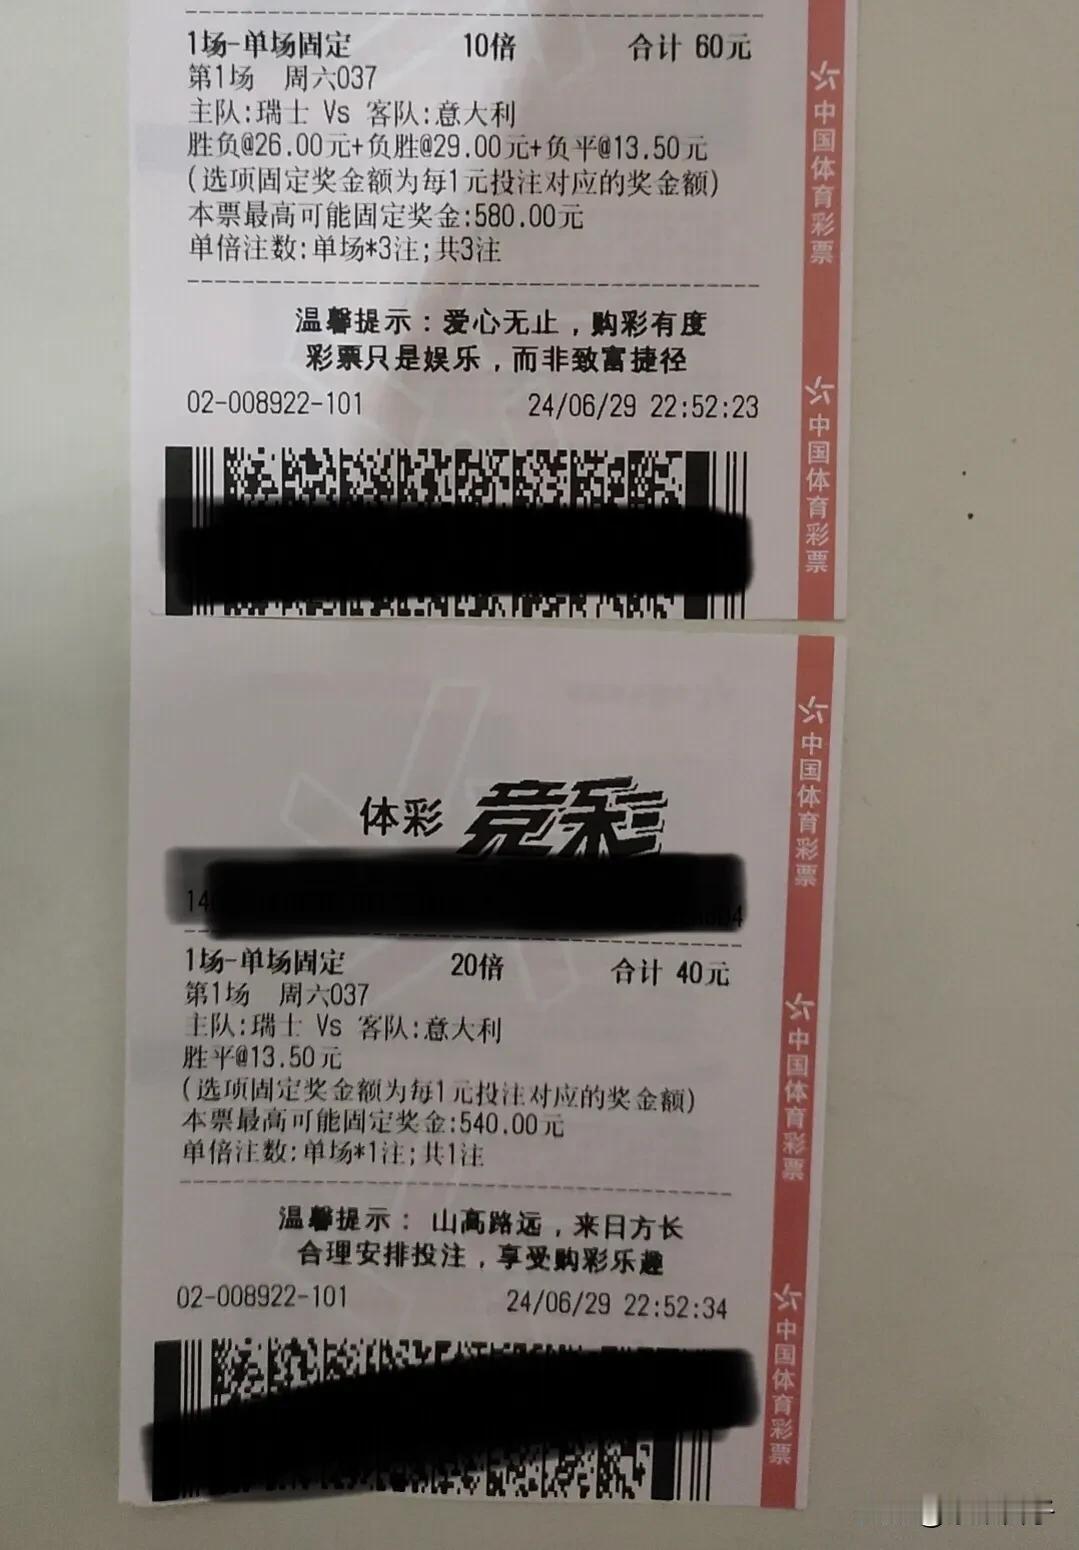 1场-单场固定 10倍 合计 60元
第1场 周六037
主队:瑞士 Vs 客队:意大利
胜负@26.00元+负胜@29.00元+负平@13.50元
(选项固定奖金额为每1元投注对应的奖金额)
本票最高可能固定奖金:580.00元
单倍注数:单场*3注;共3注
温馨提示:爱心无止,购彩有度
彩票只是娱乐,而非致富捷径
02-008922-101 24/06/29 22:52:23
中国体育彩票
中国体育彩票
体彩 竞彩
1场-单场固定 20倍 合计 40元
第1场 周六037
主队:瑞士 Vs 客队:意大利
胜平@13.50元
(选项固定奖金额为每1元投注对应的奖金额)
本票最高可能固定奖金:540.00元
单倍注数:单场*1注;共1注
温馨提示: 山高路远,来日方长
合理安排投注,享受购彩乐趣
02-008922-101 24/06/29 22:52:34
中国体育彩票
中国体育彩票
中国体育彩票